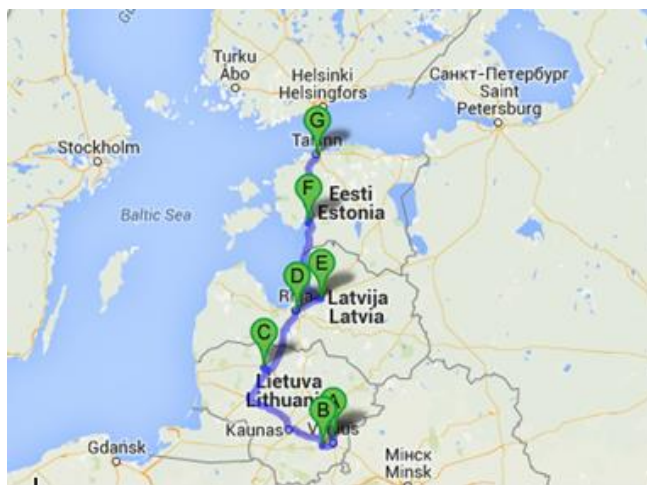 Turku
Åbo
Helsinki
Helsingfors
Санкт-Петербург
Saint
Petersburg
G
Stockholm
F
Eesti
Estonia
Baltic Sea
D
E
Latvija
Latvia
C
Lietuva
B
A
Kaunas
Gdańsk
Мінск
Minsk